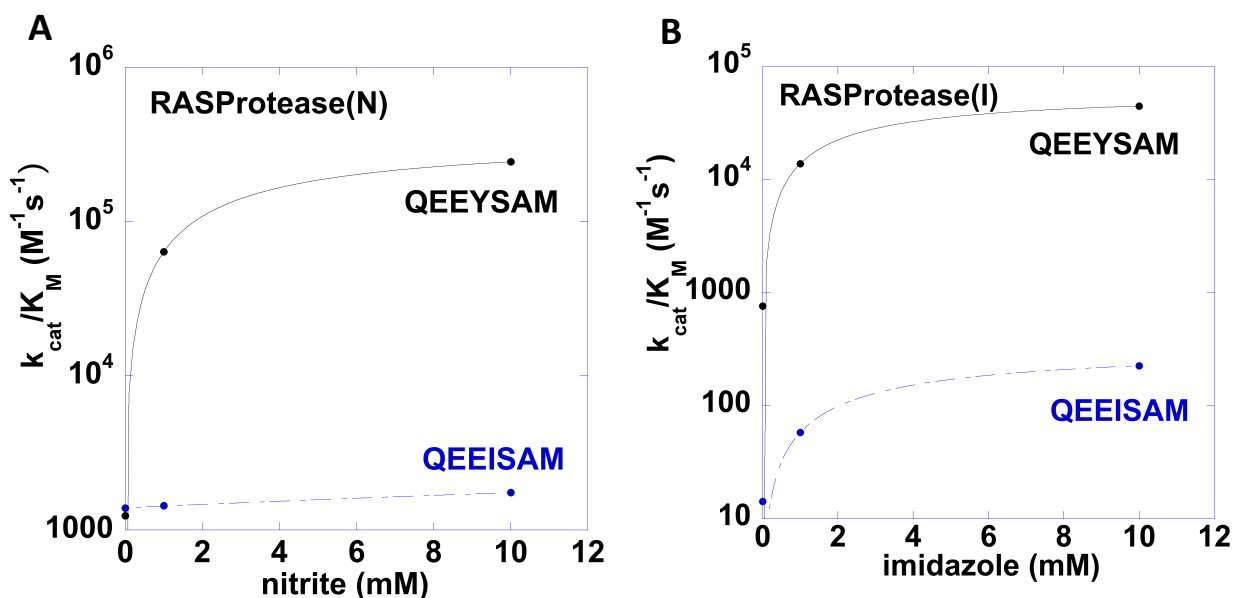 A
10^6
10^5
10^4
1000
k_cat/K_M (M^-1s^-1)
RASProtease(N)
QEEYSAM
QEEISAM
0 2 4 6 8 10 12
nitrite (mM)
B
10^5
10^4
1000
100
10
k_cat/K_M (M^-1s^-1)
RASProtease(I)
QEEYSAM
QEEISAM
0 2 4 6 8 10 12
imidazole (mM)